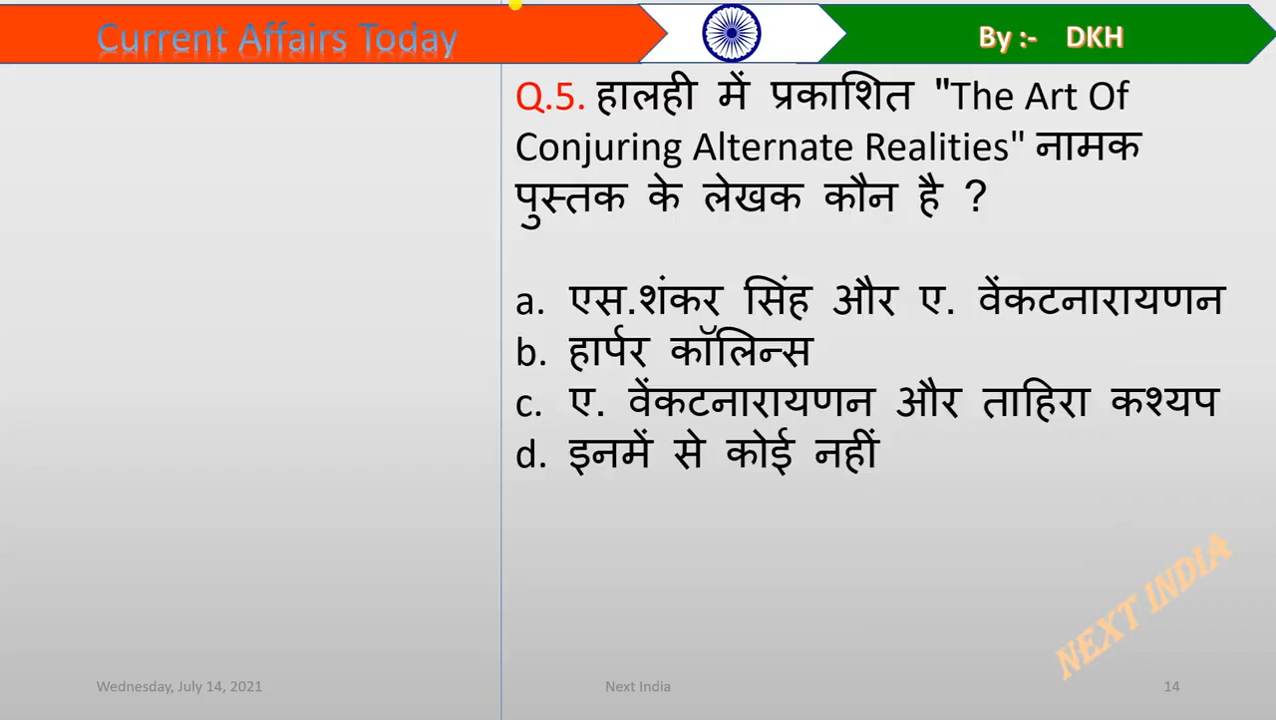 Current Affairs Today
By :- DKH
Q.5. हालही में प्रकाशित "The Art Of
Conjuring Alternate Realities" नामक
पुस्तक के लेखक कौन है ?
a. एस.शंकर सिंह और ए. वेंकटनारायणन
b. हार्पर कॉलिन्स
c. ए. वेंकटनारायणन और ताहिरा कश्यप
d. इनमें से कोई नहीं
NEXT INDIA
Wednesday, July 14, 2021
Next India
14